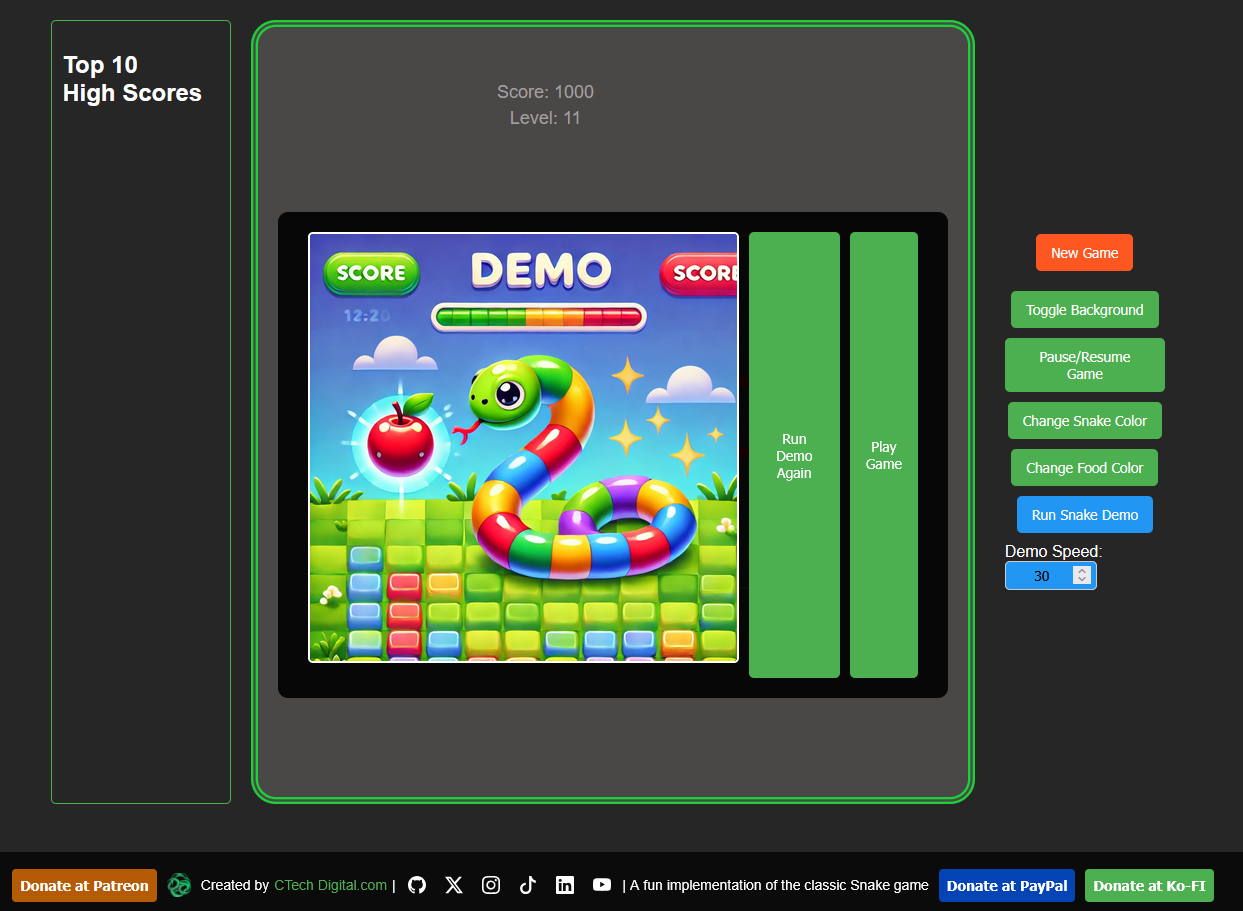 Top 10
High Scores
Score: 1000
Level: 11
SCORE
DEMO
SCORE
12:20
Run
Demo
Again
Play
Game
New Game
Toggle Background
Pause/Resume
Game
Change Snake Color
Change Food Color
Run Snake Demo
Demo Speed:
30
Donate at Patreon
Created by CTech Digital.com |
| A fun implementation of the classic Snake game
Donate at PayPal
Donate at Ko-FI